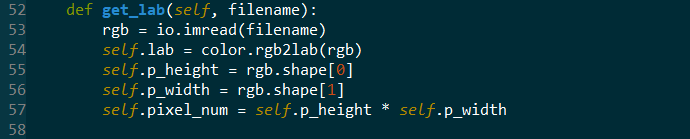 52     def get_lab(self, filename):
53         rgb = io.imread(filename)
54         self.lab = color.rgb2lab(rgb)
55         self.p_height = rgb.shape[0]
56         self.p_width = rgb.shape[1]
57         self.pixel_num = self.p_height * self.p_width
58